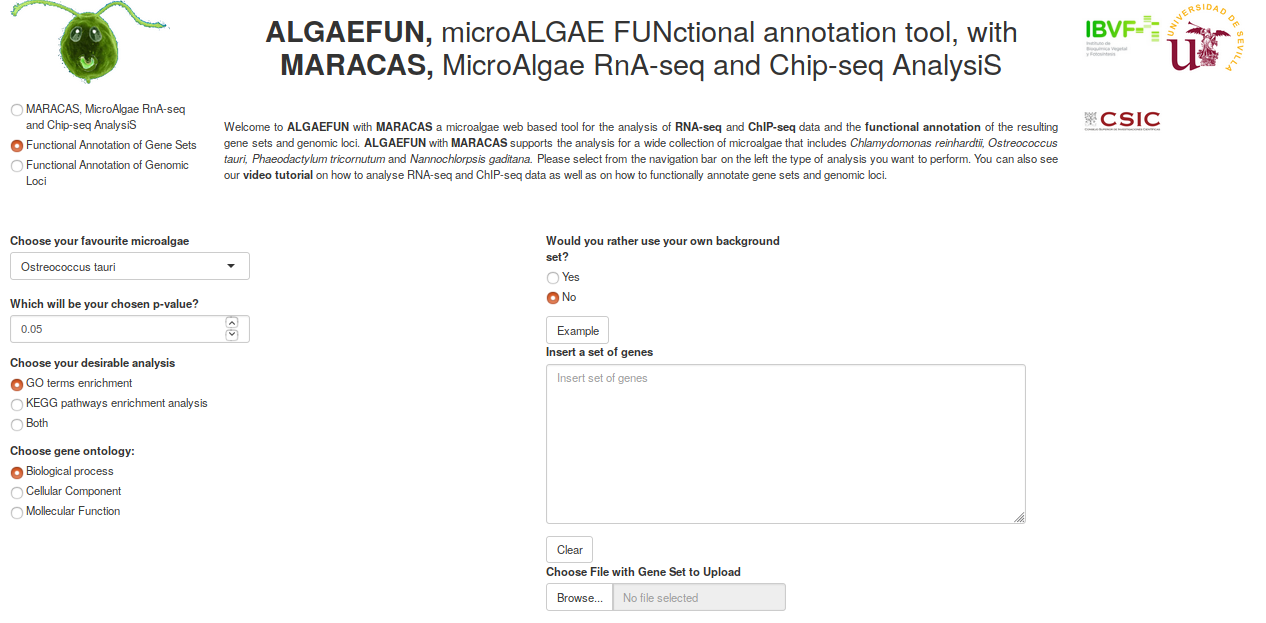 ALGAEFUN, microALGAE FUNctional annotation tool, with
MARACAS, MicroAlgae RnA-seq and Chip-seq AnalysiS
IBVF
Instituto de
Bioquímica Vegetal
y Fotosíntesis
UNIVERSIDAD DE SEVILLA
CSIC
CONSEJO SUPERIOR DE INVESTIGACIONES CIENTÍFICAS
MARACAS, MicroAlgae RnA-seq
and Chip-seq AnalysiS
Functional Annotation of Gene Sets
Functional Annotation of Genomic
Loci
Welcome to ALGAEFUN with MARACAS a microalgae web based tool for the analysis of RNA-seq and ChIP-seq data and the functional annotation of the resulting
gene sets and genomic loci. ALGAEFUN with MARACAS supports the analysis for a wide collection of microalgae that includes Chlamydomonas reinhardtii, Ostreococcus
tauri, Phaeodactylum tricornutum and Nannochlorpsis gaditana. Please select from the navigation bar on the left the type of analysis you want to perform. You can also see
our video tutorial on how to analyse RNA-seq and ChIP-seq data as well as on how to functionally annotate gene sets and genomic loci.
Choose your favourite microalgae
Ostreococcus tauri
Which will be your chosen p-value?
0.05
Choose your desirable analysis
GO terms enrichment
KEGG pathways enrichment analysis
Both
Choose gene ontology:
Biological process
Cellular Component
Mollecular Function
Would you rather use your own background
set?
Yes
No
Example
Insert a set of genes
Insert set of genes
Clear
Choose File with Gene Set to Upload
Browse...
No file selected